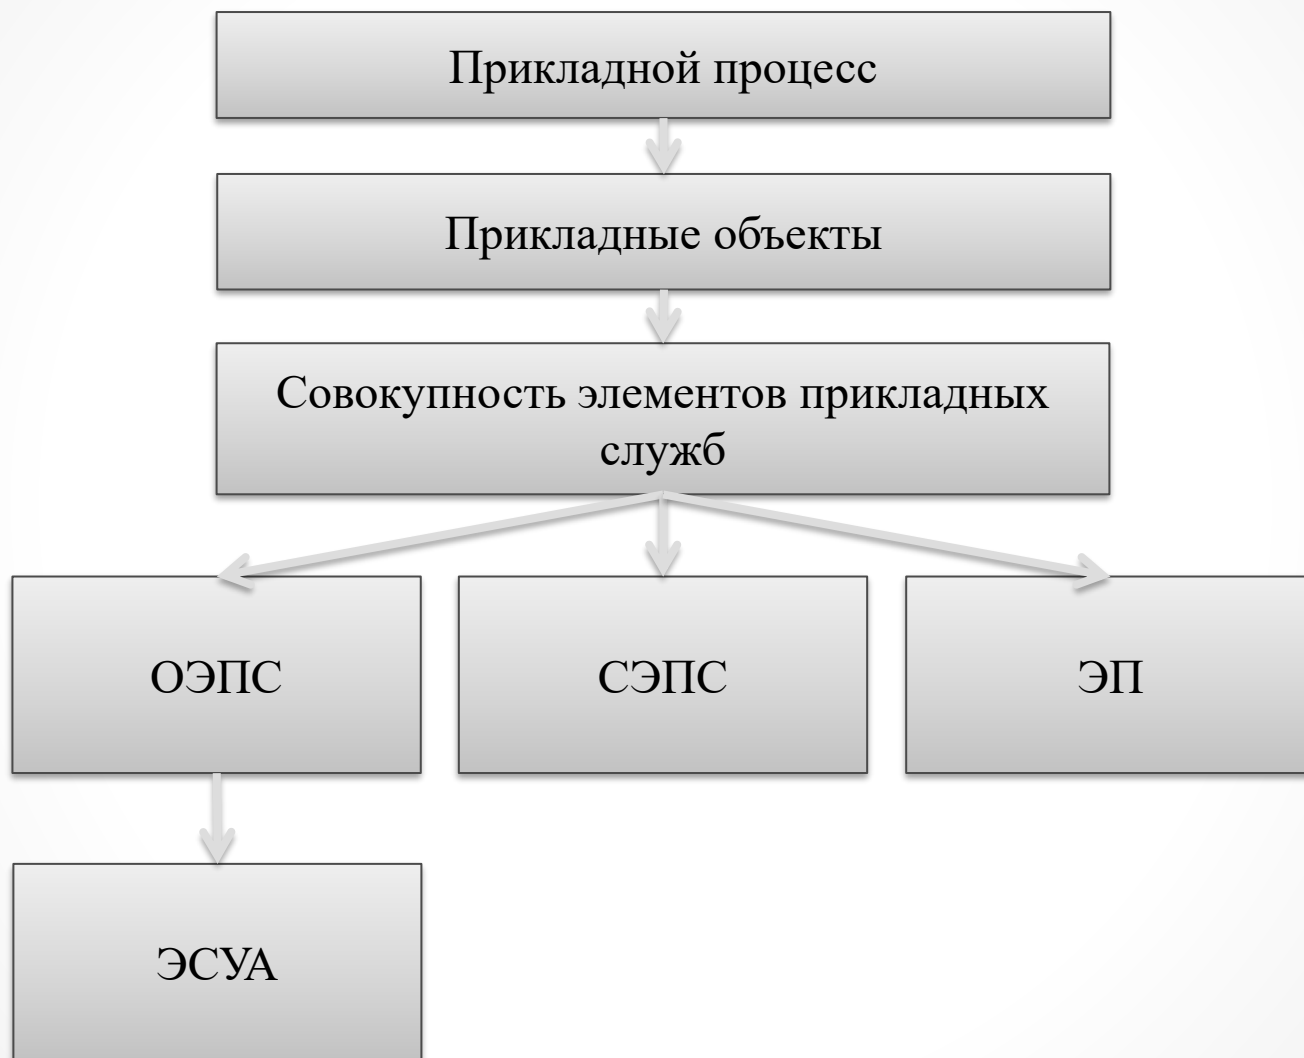 Прикладной процесс
Прикладные объекты
Совокупность элементов прикладных
служб
ОЭПС
СЭПС
ЭП
ЭСУА